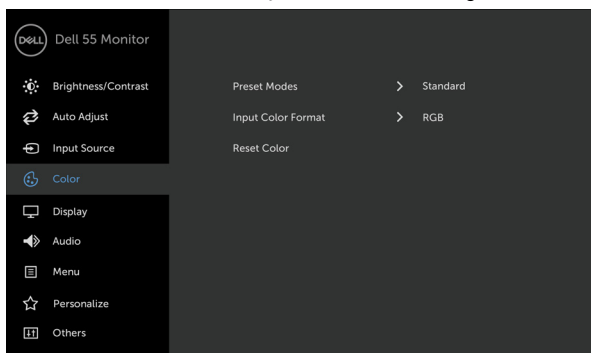 DELL Dell 55 Monitor
Brightness/Contrast
Auto Adjust
Input Source
Color
Display
Audio
Menu
Personalize
Others
Preset Modes > Standard
Input Color Format > RGB
Reset Color